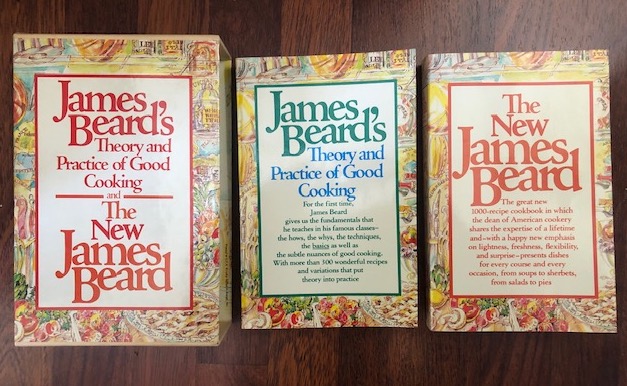 James
Beard's
Theory and
Practice of Good
Cooking
and
The
New
James
Beard
James
Beard's
Theory and
Practice of Good
Cooking
For the first time,
James Beard
gives us the fundamentals that
he teaches in his famous classes–
the hows, the whys, the techniques,
the basics as well as
the subtle nuances of good cooking.
With more than 300 wonderful recipes
and variations that put
theory into practice
The
New
James
Beard
The great new
1000-recipe cookbook in which
the dean of American cookery
shares the expertise of a lifetime
and–with a happy new emphasis
on lightness, freshness, flexibility,
and surprise–presents dishes
for every course and every
occasion, from soups to sherbets,
from salads to pies